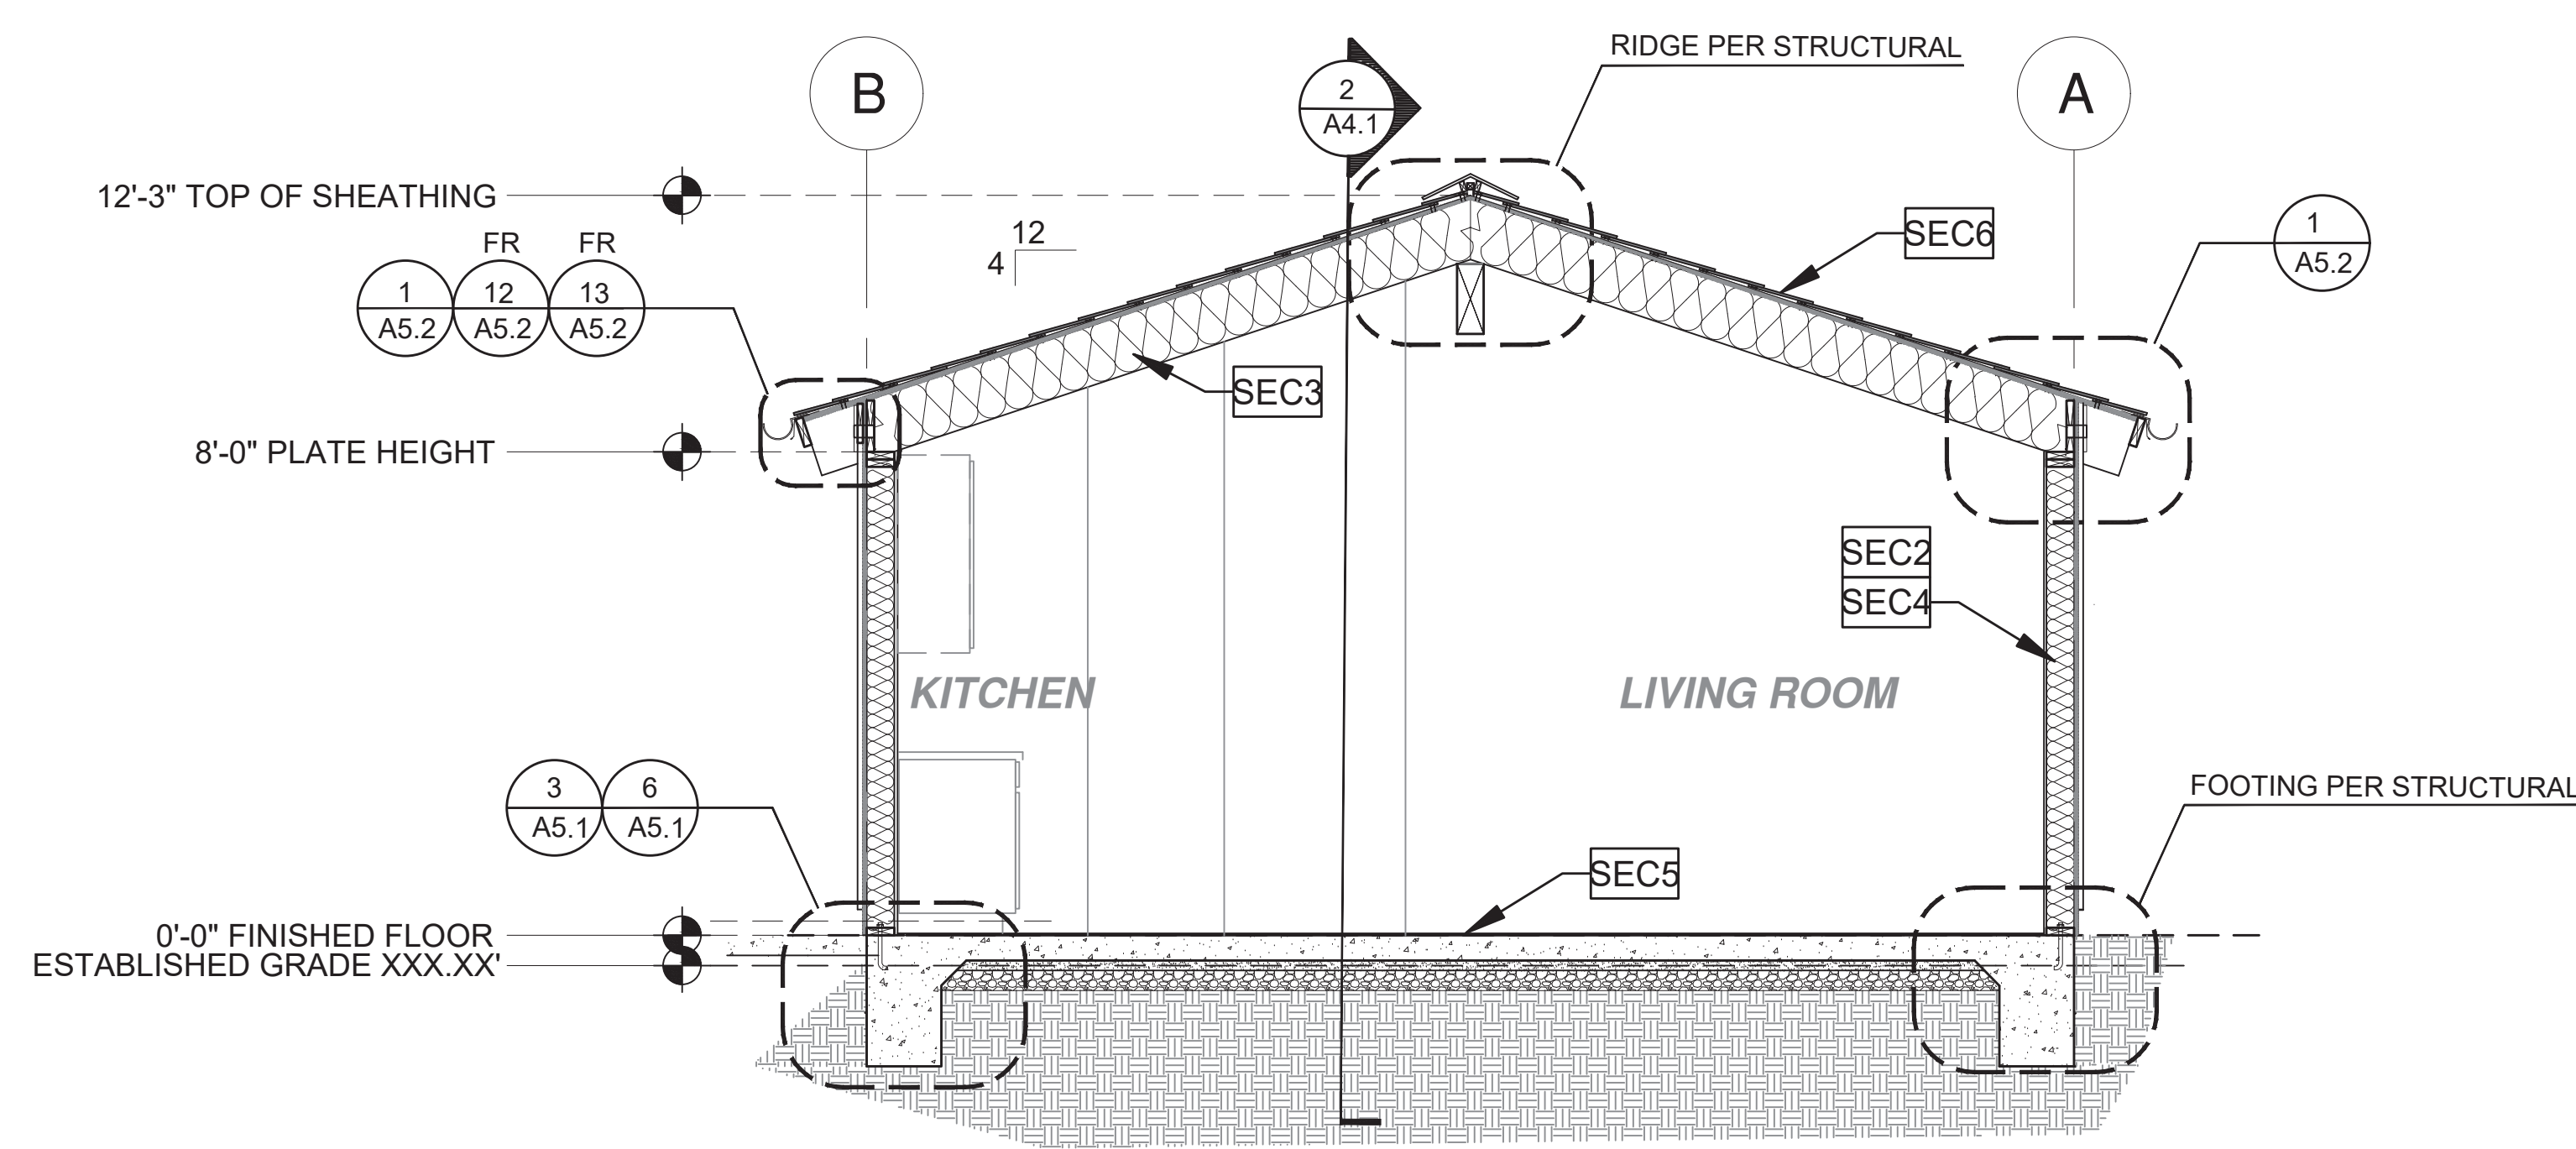 RIDGE PER STRUCTURAL
B
2
A4.1
A
12'-3" TOP OF SHEATHING
12
4
SEC6
1
A5.2
FR
FR
1
A5.2
12
A5.2
13
A5.2
SEC3
8'-0" PLATE HEIGHT
SEC2
SEC4
KITCHEN
LIVING ROOM
3
A5.1
6
A5.1
FOOTING PER STRUCTURAL
SEC5
0'-0" FINISHED FLOOR
ESTABLISHED GRADE XXX.XX'